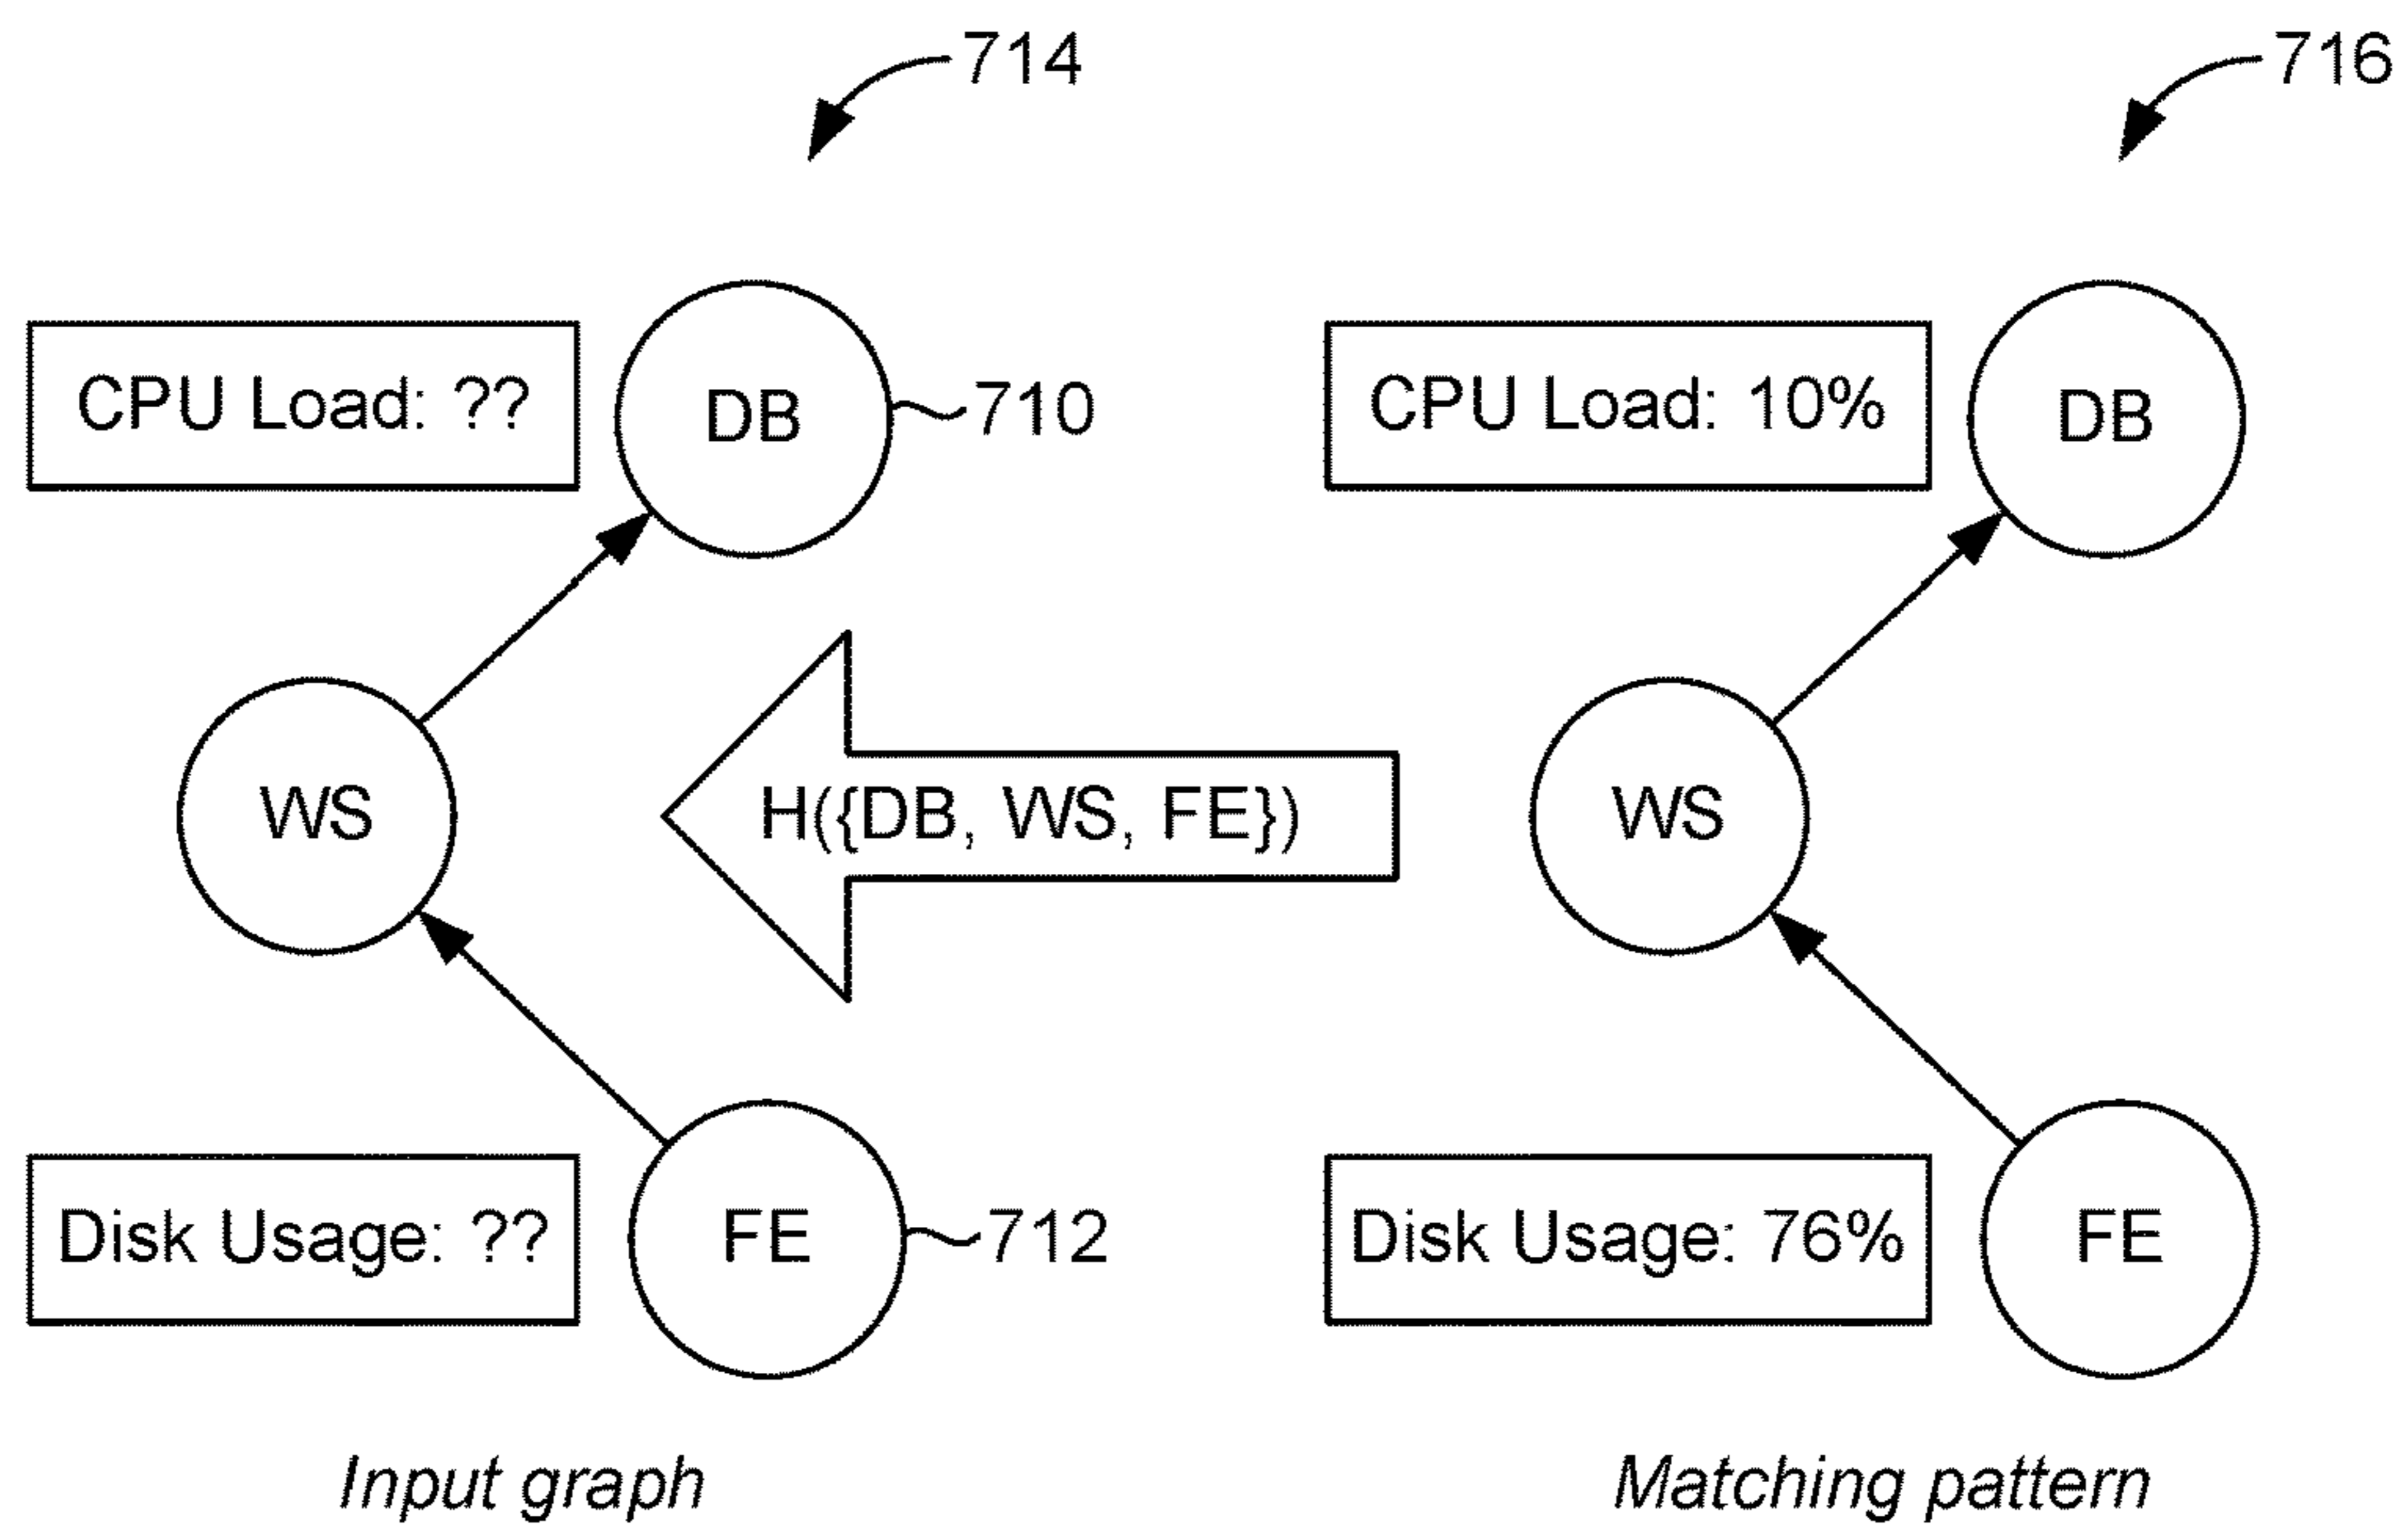 714
716
CPU Load: ??
DB
710
CPU Load: 10%
DB
WS
H({DB, WS, FE})
WS
Disk Usage: ??
FE
712
Disk Usage: 76%
FE
Input graph
Matching pattern